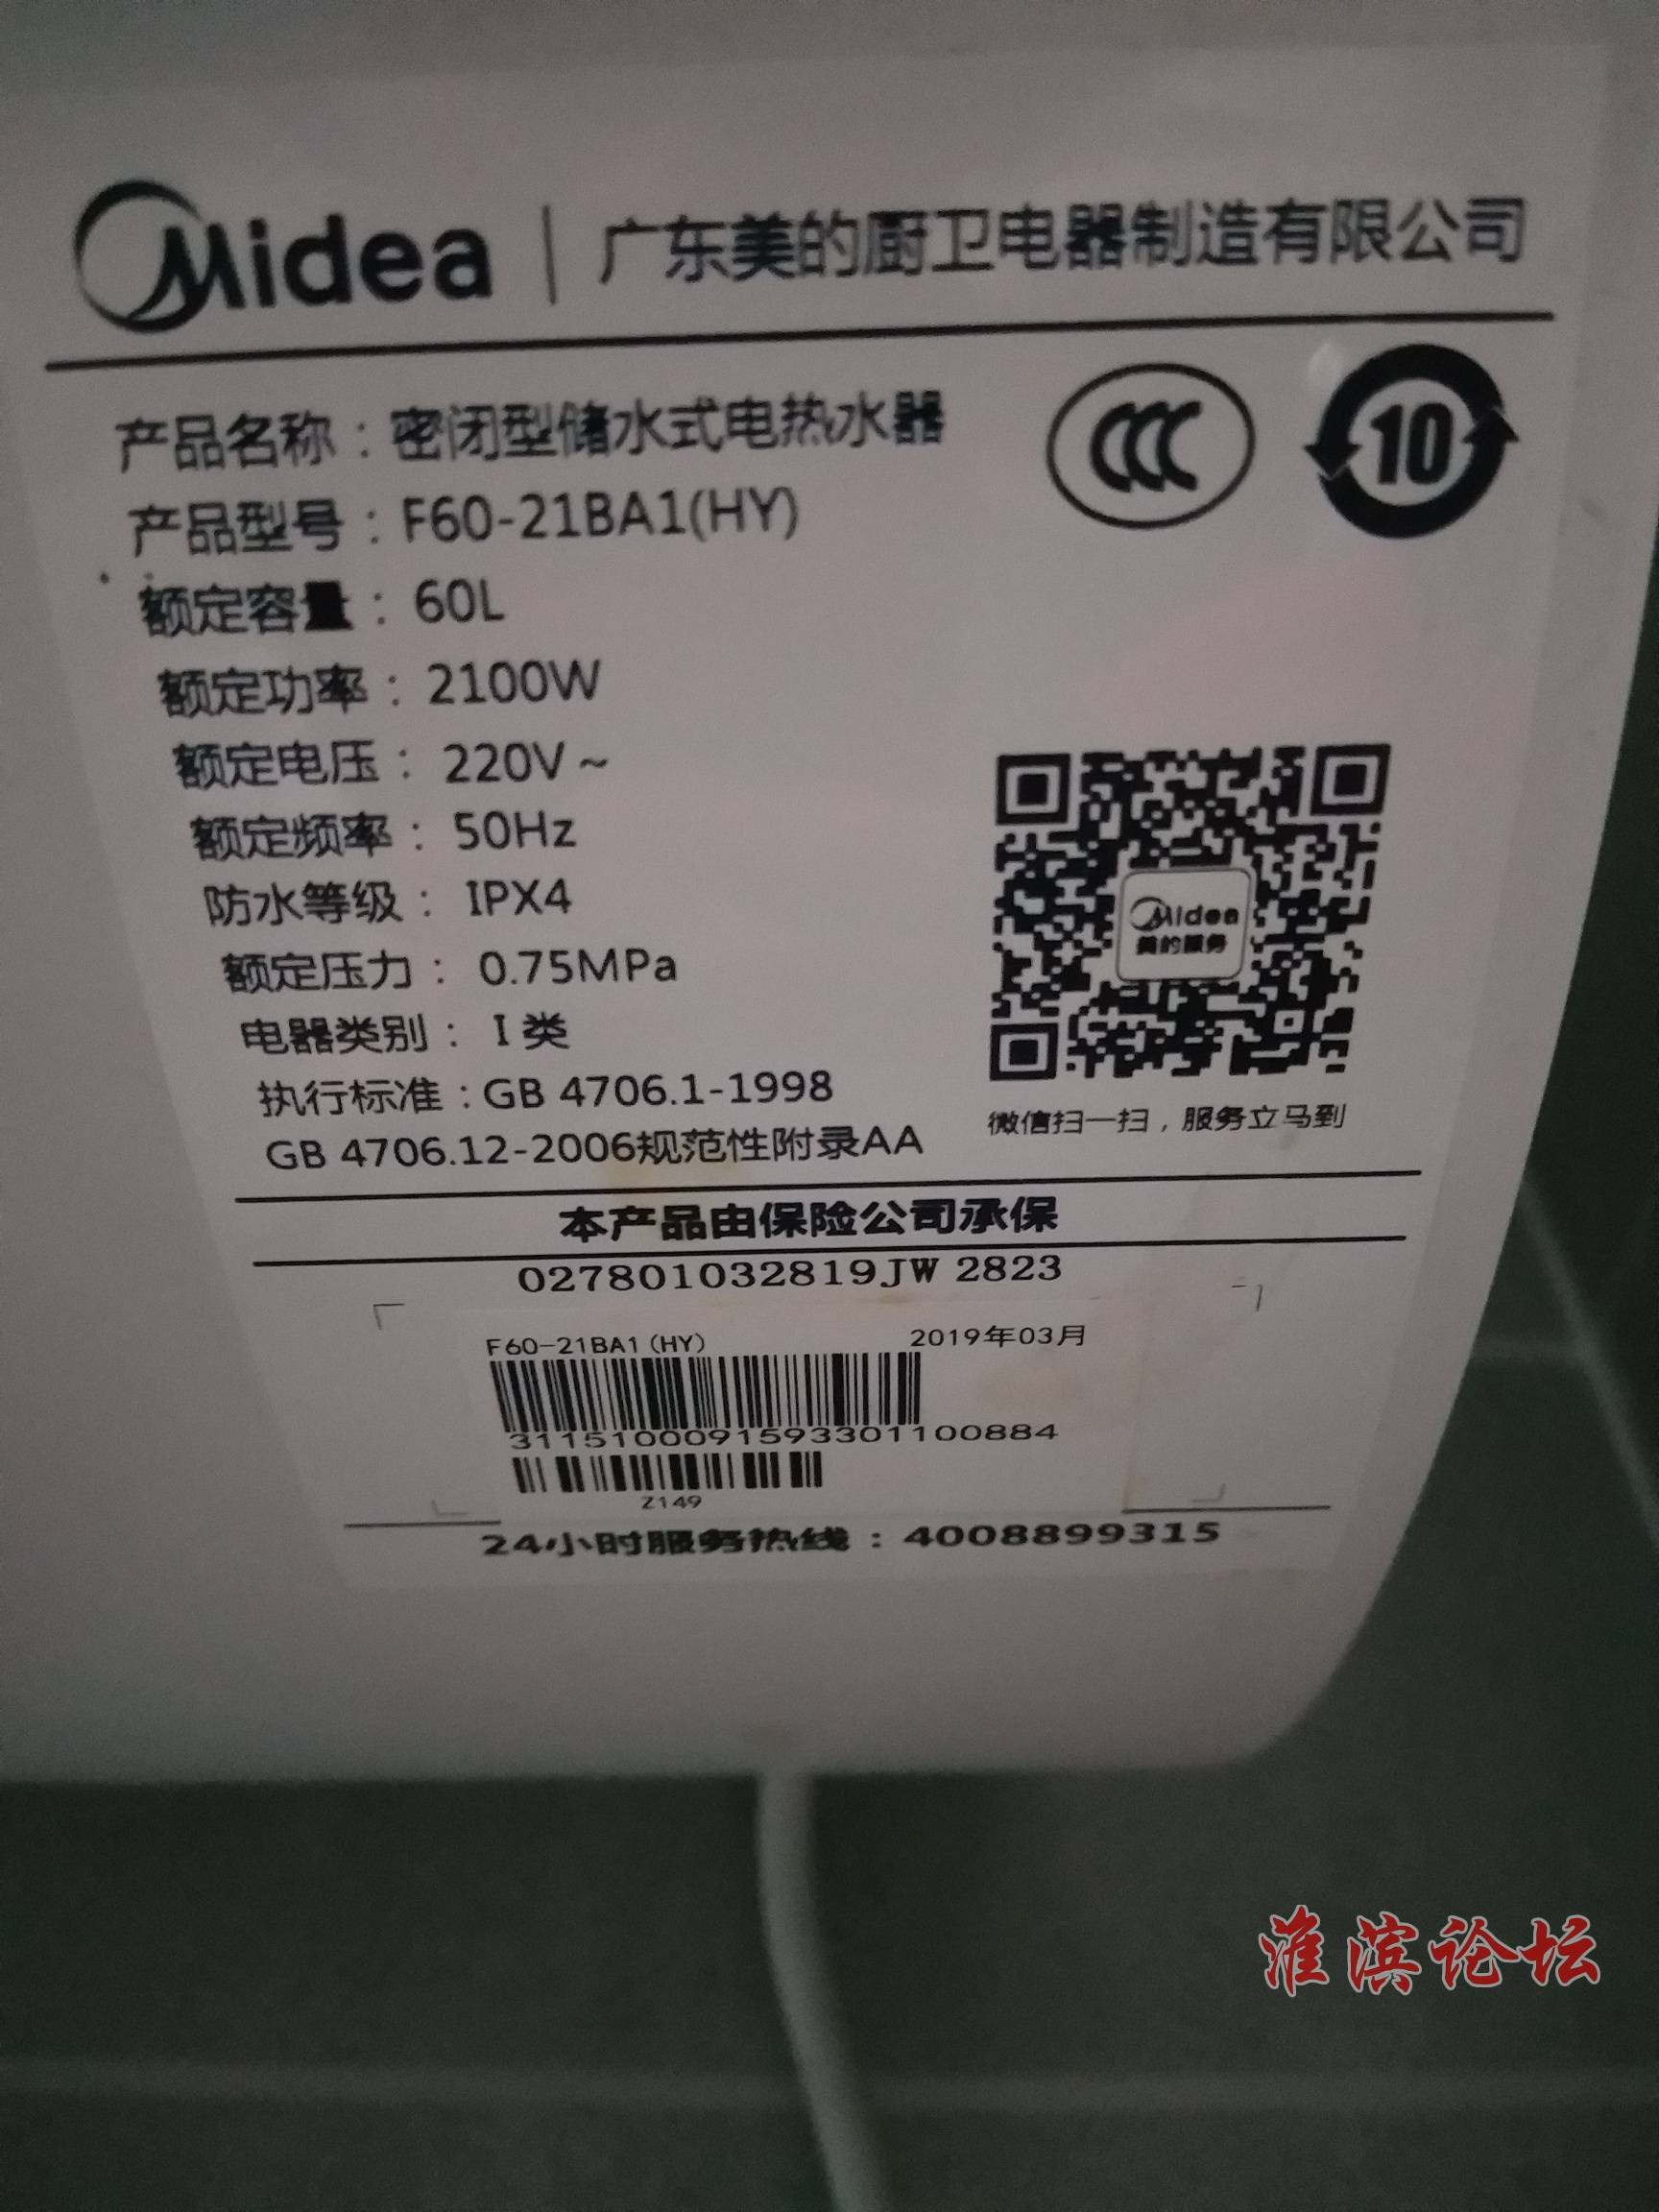 Midea | 广东美的厨卫电器制造有限公司
产品名称：密闭型储水式电热水器
产品型号：F60-21BA1(HY)
额定容量：60L
额定功率：2100W
额定电压：220V～
额定频率：50Hz
防水等级：IPX4
额定压力：0.75MPa
电器类别：I 类
执行标准：GB 4706.1-1998
GB 4706.12-2006规范性附录AA
CCC
10
Midea
美的服务
微信扫一扫，服务立马到
本产品由保险公司承保
027801032819JW 2823
F60-21BA1(HY) 2019年03月
3115100091593301100884
Z149
24小时服务热线：4008899315
淮滨论坛